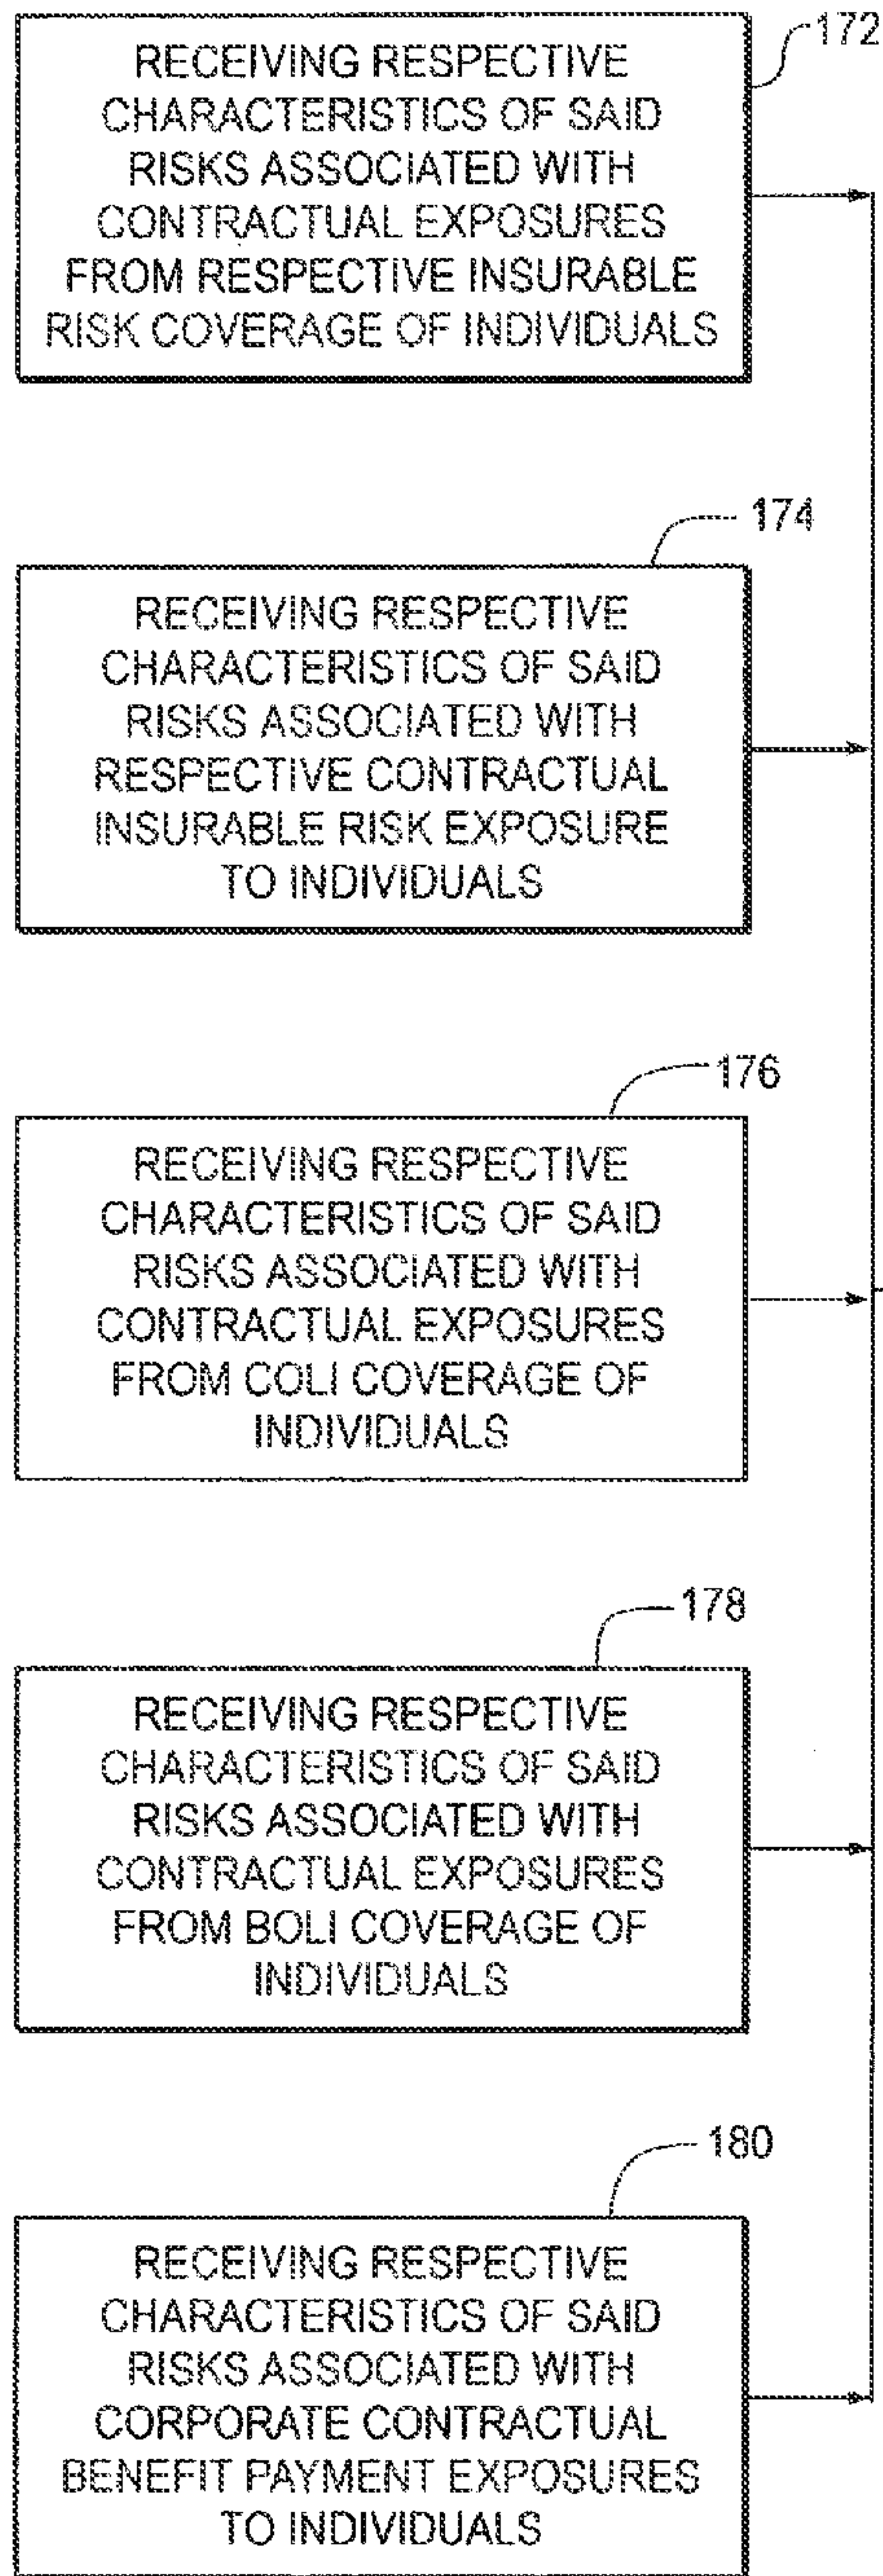 172
RECEIVING RESPECTIVE
CHARACTERISTICS OF SAID
RISKS ASSOCIATED WITH
CONTRACTUAL EXPOSURES
FROM RESPECTIVE INSURABLE
RISK COVERAGE OF INDIVIDUALS
174
RECEIVING RESPECTIVE
CHARACTERISTICS OF SAID
RISKS ASSOCIATED WITH
RESPECTIVE CONTRACTUAL
INSURABLE RISK EXPOSURE
TO INDIVIDUALS
176
RECEIVING RESPECTIVE
CHARACTERISTICS OF SAID
RISKS ASSOCIATED WITH
CONTRACTUAL EXPOSURES
FROM COLI COVERAGE OF
INDIVIDUALS
178
RECEIVING RESPECTIVE
CHARACTERISTICS OF SAID
RISKS ASSOCIATED WITH
CONTRACTUAL EXPOSURES
FROM BOLI COVERAGE OF
INDIVIDUALS
180
RECEIVING RESPECTIVE
CHARACTERISTICS OF SAID
RISKS ASSOCIATED WITH
CORPORATE CONTRACTUAL
BENEFIT PAYMENT EXPOSURES
TO INDIVIDUALS